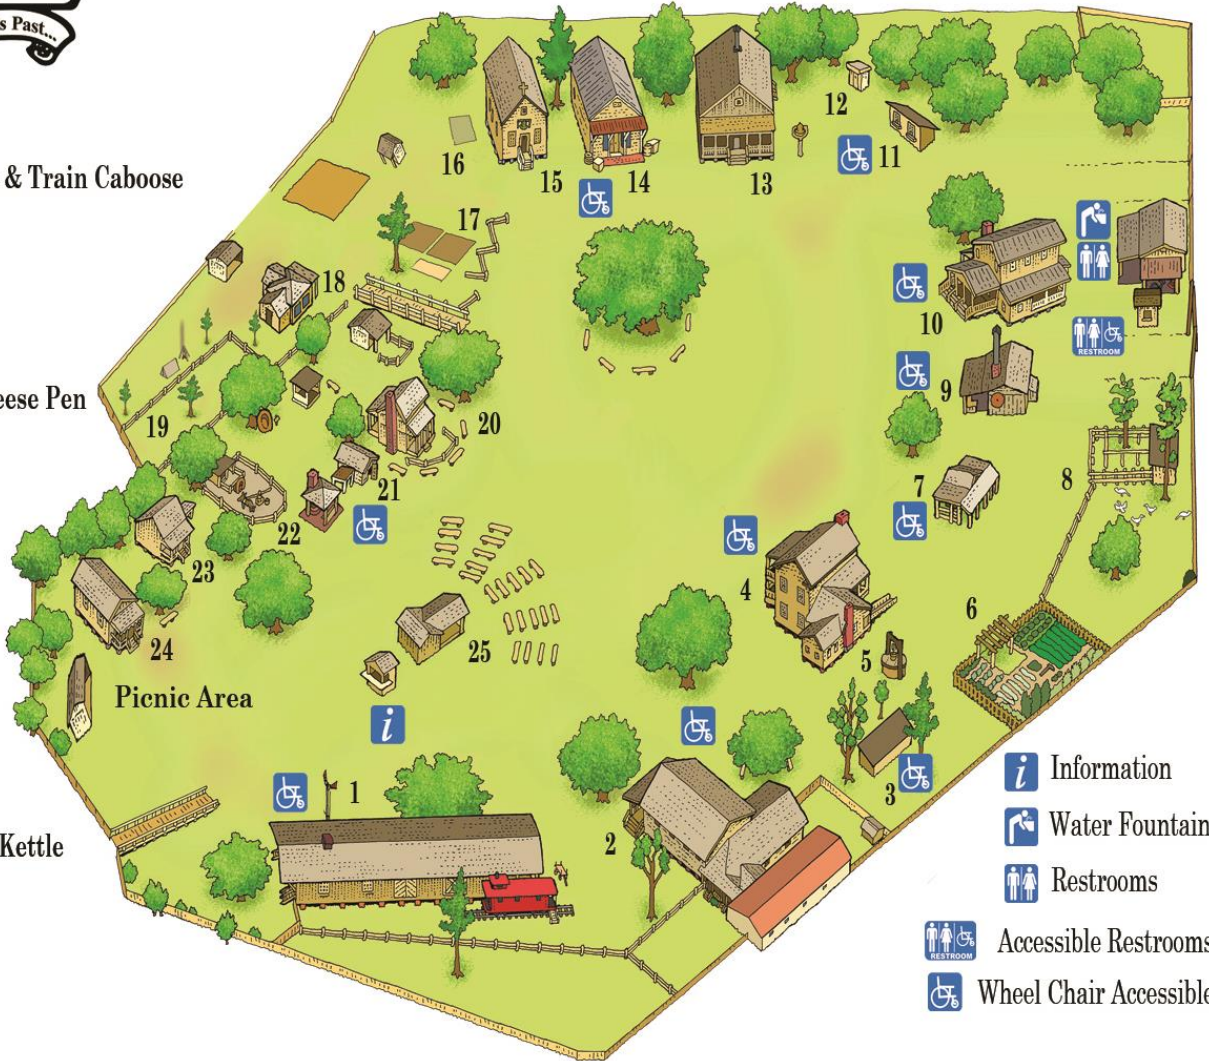 s Past...
& Train Caboose
eese Pen
Kettle
16
15
14
13
12
11
17
18
10
RESTROOM
9
19
20
21
8
7
22
23
24
4
6
5
25
Picnic Area
i
1
2
3
i Information
Water Fountain
Restrooms
RESTROOM Accessible Restrooms
Wheel Chair Accessible